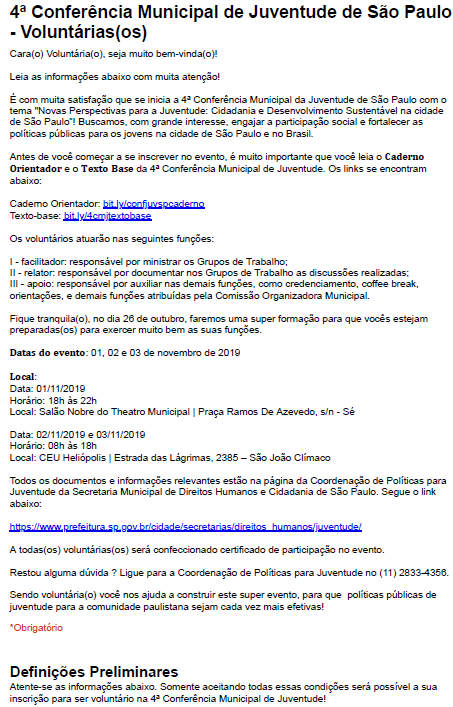 4ª Conferência Municipal de Juventude de São Paulo
- Voluntárias(os)
Cara(o) Voluntária(o), seja muito bem-vinda(o)!
Leia as informações abaixo com muita atenção!
É com muita satisfação que se inicia a 4ª Conferência Municipal da Juventude de São Paulo com o
tema "Novas Perspectivas para a Juventude: Cidadania e Desenvolvimento Sustentável na cidade
de São Paulo"! Buscamos, com grande interesse, engajar a participação social e fortalecer as
políticas públicas para os jovens na cidade de São Paulo e no Brasil.
Antes de você começar a se inscrever no evento, é muito importante que você leia o Caderno
Orientador e o Texto Base da 4ª Conferência Municipal de Juventude. Os links se encontram
abaixo:
Caderno Orientador: bit.ly/confjuvspcaderno
Texto-base: bit.ly/4cmjtextobase
Os voluntários atuarão nas seguintes funções:
I - facilitador: responsável por ministrar os Grupos de Trabalho;
II - relator: responsável por documentar nos Grupos de Trabalho as discussões realizadas;
III - apoio: responsável por auxiliar nas demais funções, como credenciamento, coffee break,
orientações, e demais funções atribuídas pela Comissão Organizadora Municipal.
Fique tranquila(o), no dia 26 de outubro, faremos uma super formação para que vocês estejam
preparadas(os) para exercer muito bem as suas funções.
Datas do evento: 01, 02 e 03 de novembro de 2019
Local:
Data: 01/11/2019
Horário: 18h às 22h
Local: Salão Nobre do Theatro Municipal | Praça Ramos De Azevedo, s/n - Sé
Data: 02/11/2019 e 03/11/2019
Horário: 08h às 18h
Local: CEU Heliópolis | Estrada das Lágrimas, 2385 – São João Clímaco
Todos os documentos e informações relevantes estão na página da Coordenação de Políticas para
Juventude da Secretaria Municipal de Direitos Humanos e Cidadania de São Paulo. Segue o link
abaixo:
https://www.prefeitura.sp.gov.br/cidade/secretarias/direitos_humanos/juventude/
A todas(os) voluntárias(os) será confeccionado certificado de participação no evento.
Restou alguma dúvida ? Ligue para a Coordenação de Políticas para Juventude no (11) 2833-4356.
Sendo voluntária(o) você nos ajuda a construir este super evento, para que políticas públicas de
juventude para a comunidade paulistana sejam cada vez mais efetivas!
*Obrigatório
Definições Preliminares
Atente-se as informações abaixo. Somente aceitando todas essas condições será possível a sua
inscrição para ser voluntário na 4ª Conferência Municipal de Juventude!